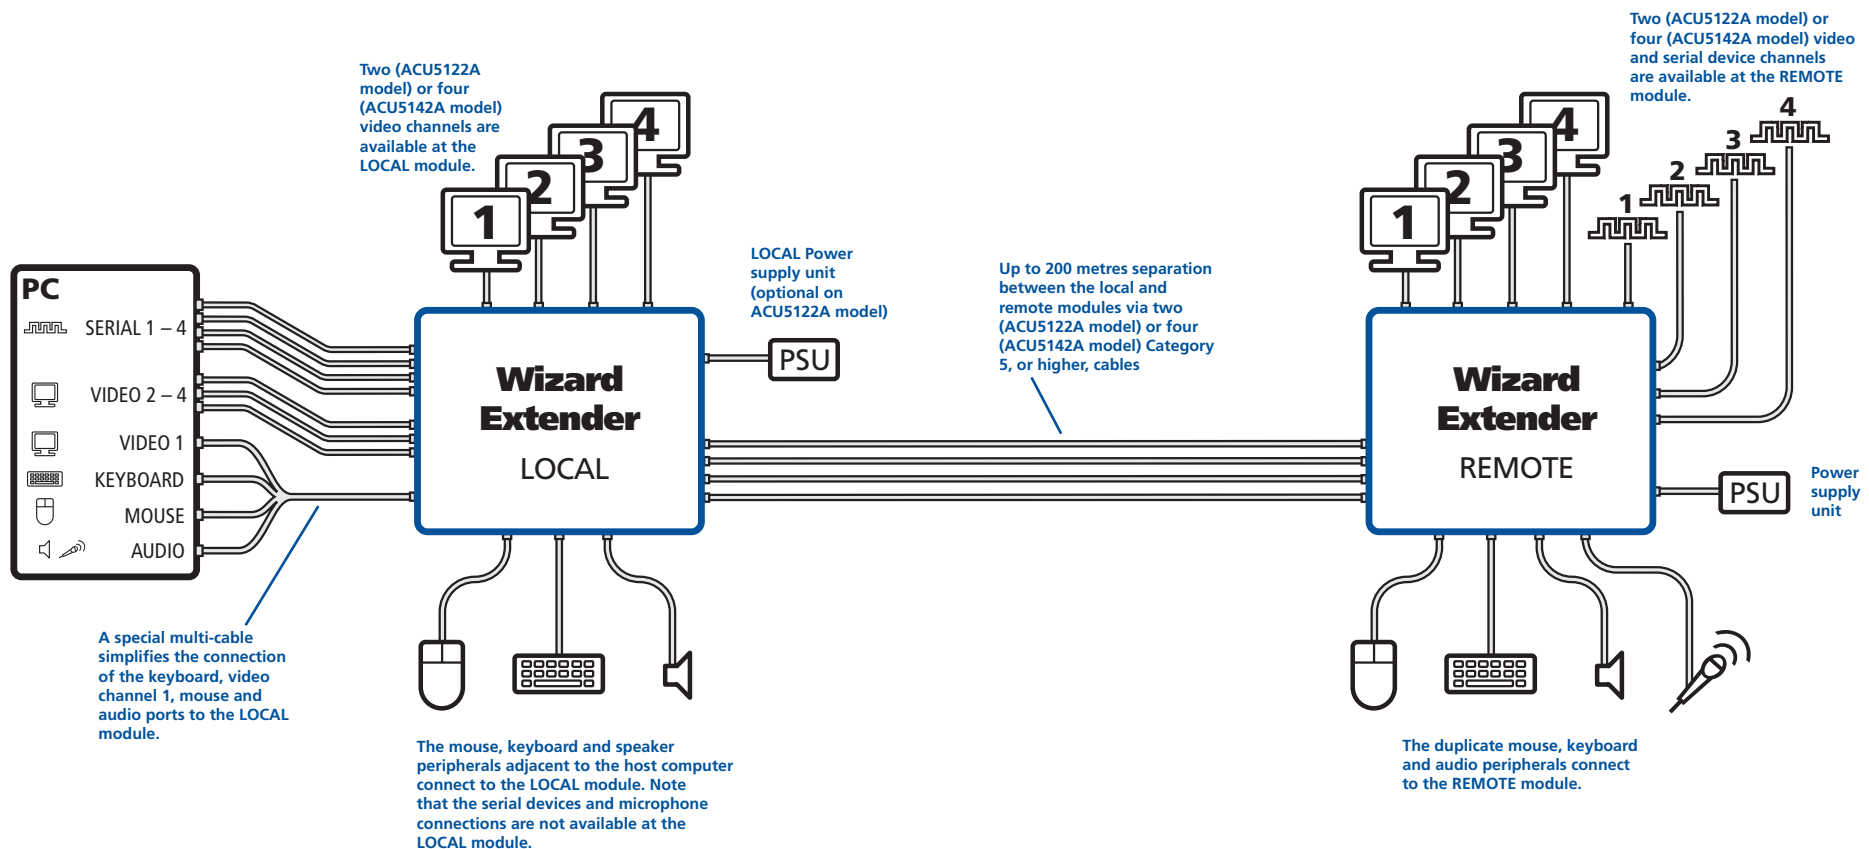 Two (ACU5122A
model) or four
(ACU5142A model)
video channels are
available at the
LOCAL module.
1
2
3
4
Two (ACU5122A model) or
four (ACU5142A model) video
and serial device channels
are available at the REMOTE
module.
1
2
3
4
1
2
3
4
PC
SERIAL 1 – 4
VIDEO 2 – 4
VIDEO 1
KEYBOARD
MOUSE
AUDIO
Wizard
Extender
LOCAL
LOCAL Power
supply unit
(optional on
ACU5122A model)
PSU
Up to 200 metres separation
between the local and
remote modules via two
(ACU5122A model) or four
(ACU5142A model) Category
5, or higher, cables
Wizard
Extender
REMOTE
PSU
Power
supply
unit
A special multi-cable
simplifies the connection
of the keyboard, video
channel 1, mouse and
audio ports to the LOCAL
module.
The mouse, keyboard and speaker
peripherals adjacent to the host computer
connect to the LOCAL module. Note
that the serial devices and microphone
connections are not available at the
LOCAL module.
The duplicate mouse, keyboard
and audio peripherals connect
to the REMOTE module.